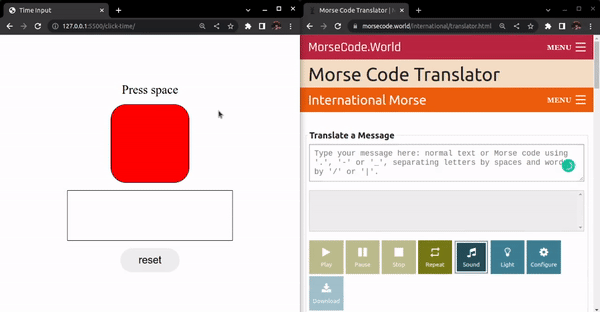 Time Input
127.0.0.1:5500/click-time/
Press space
reset
Morse Code Translator |
morsecode.world/international/translator.html
MorseCode.World
MENU
Morse Code Translator
International Morse
MENU
Translate a Message
Type your message here: normal text or Morse code using
'.', '-' or '_', separating letters by spaces and word
by '/' or '|'.
Play
Pause
Stop
Repeat
Sound
Light
Configure
Download